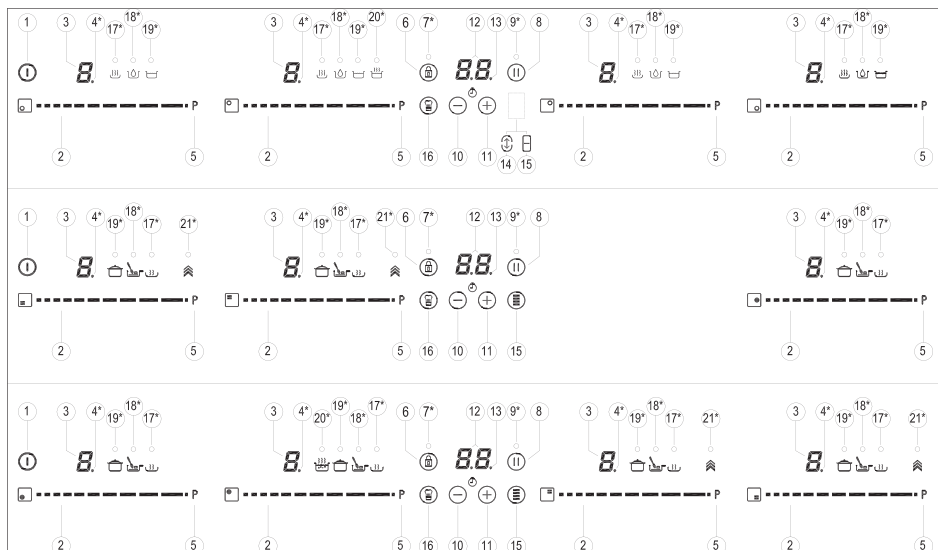 18* 18* 20* 18* 18*
1 3 4* 17* 19* 3 4* 17* 19* 6 7* 12 13 9* 8 3 4* 17* 19* 3 4* 17* 19*
8. 8. 8.8. 8. 8.
P P P P
2 5 2 5 16 10 11 14 15 2 5 2 5
18* 18* 18*
1 3 4* 19* 17* 21* 3 4* 19* 17* 21* 6 7* 12 13 9* 8 3 4* 19* 17*
8. 8. 8.8. 8.
P P P
2 5 2 5 16 10 11 15 2 5
18* 19* 17* 18* 18*
1 3 4* 19* 17* 3 4* 20* 18* 6 7* 12 13 9* 8 3 4* 19* 17* 21* 3 4* 19* 17* 21*
8. 8. 8.8. 8. 8.
P P P P
2 5 2 5 16 10 11 15 2 5 2 5